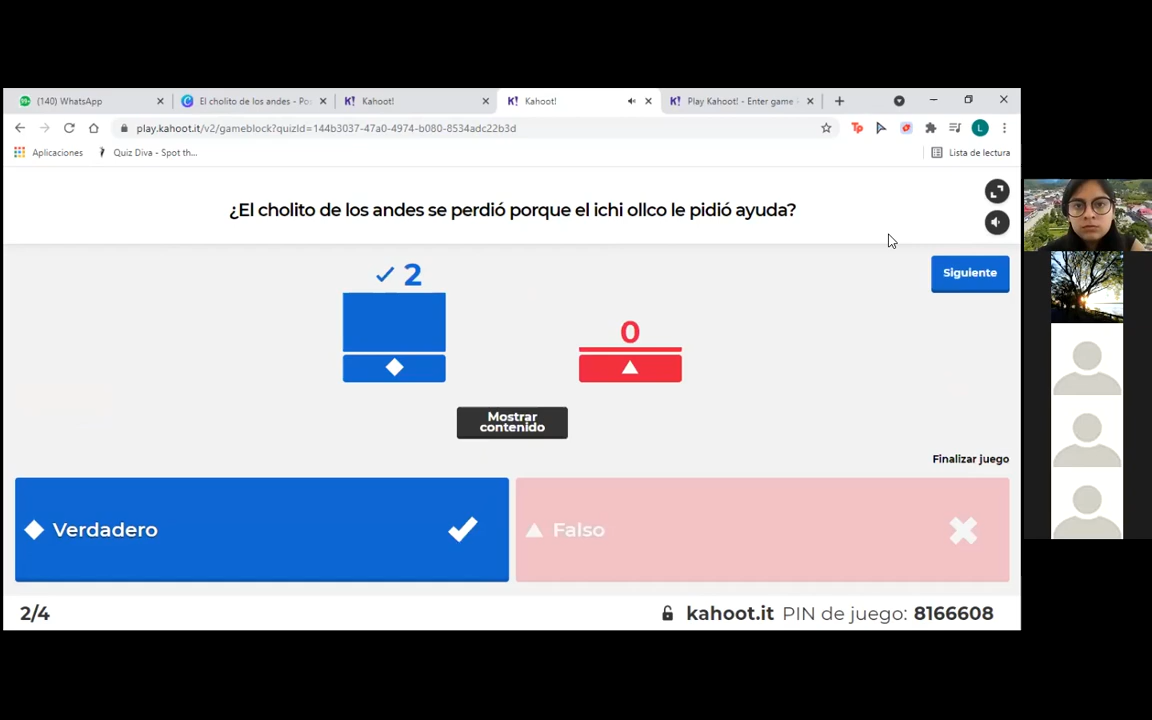 (140) WhatsApp
El cholito de los andes - Po
K! Kahoot!
K! Kahoot!
K! Play Kahoot! - Enter game
play.kahoot.it/v2/gameblock?quizId=144b3037-47a0-4974-b080-8534adc22b3d
Tp
L
Aplicaciones
Quiz Diva - Spot th...
Lista de lectura
¿El cholito de los andes se perdió porque el ichi ollco le pidió ayuda?
Siguiente
2
0
Mostrar
contenido
Finalizar juego
Verdadero
Falso
2/4
kahoot.it PIN de juego: 8166608